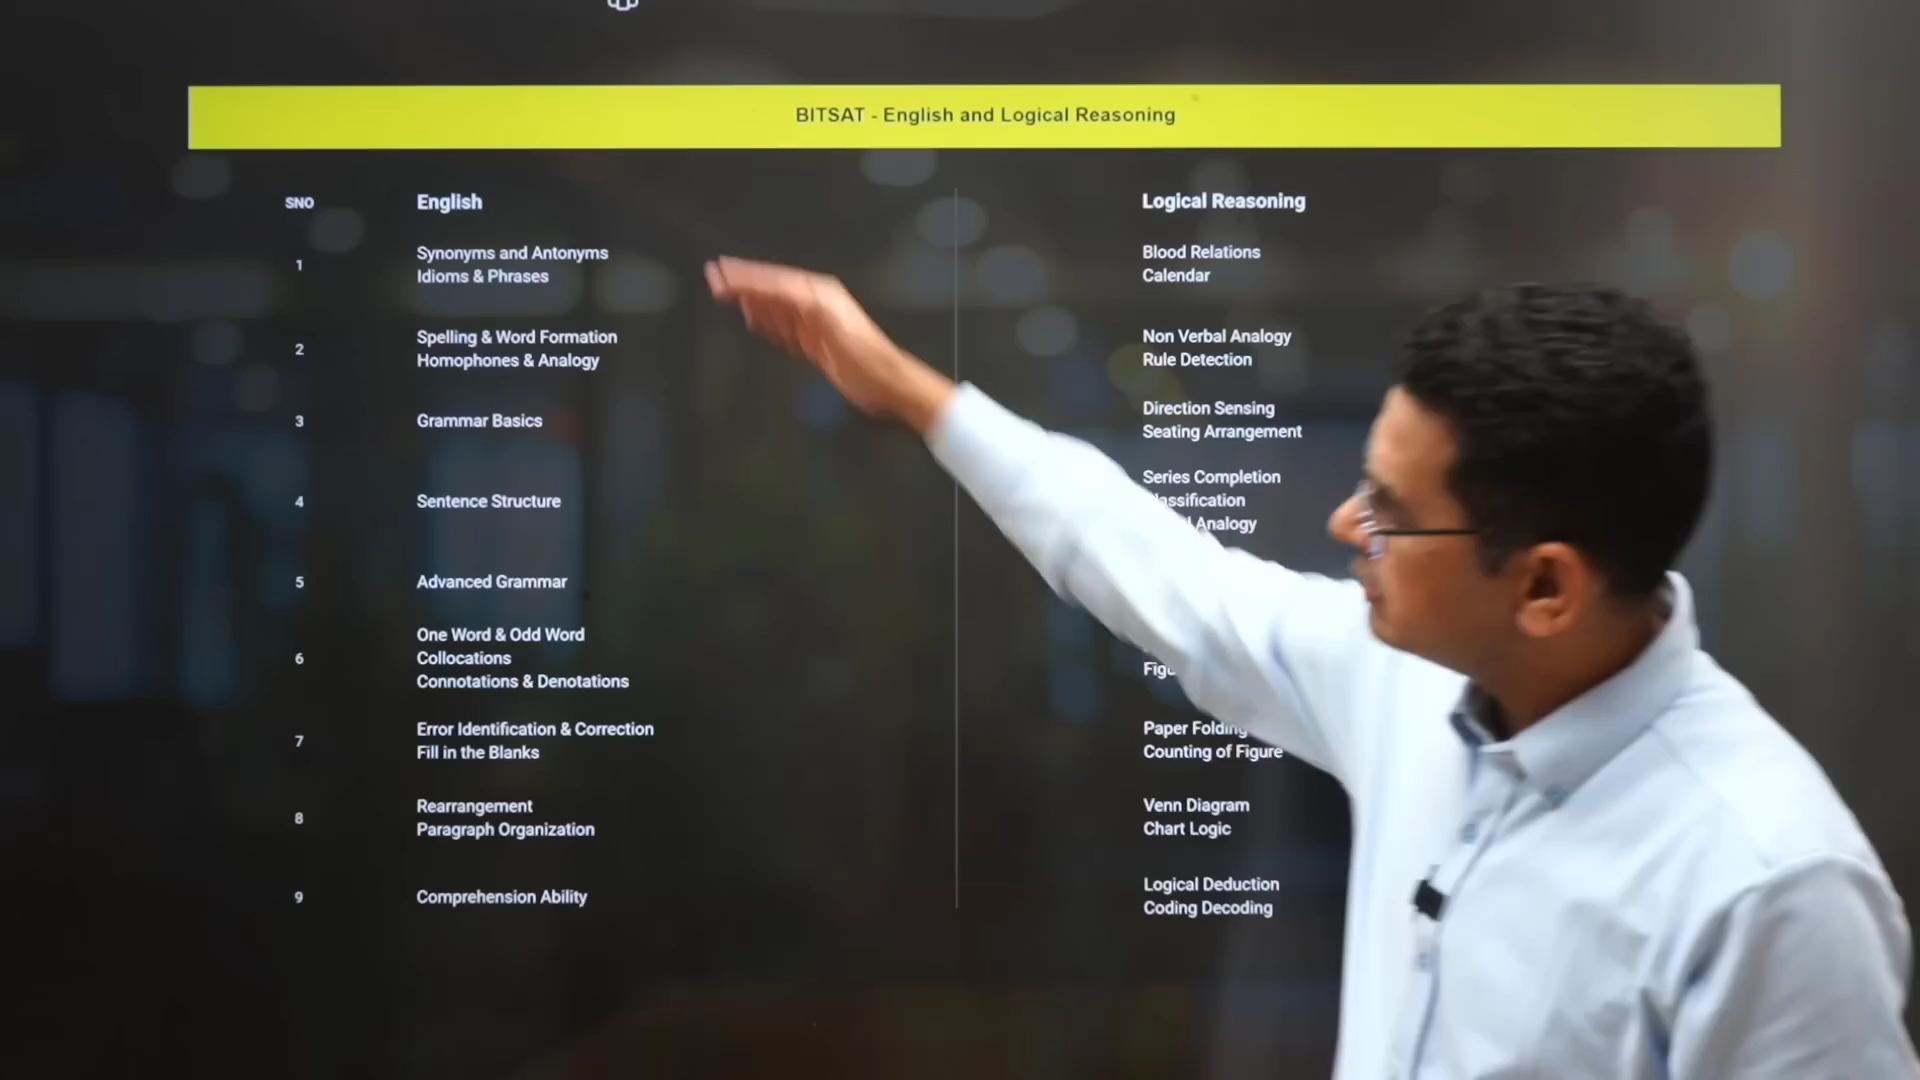 BITSAT - English and Logical Reasoning
SNO English Logical Reasoning
1
Synonyms and Antonyms
Idioms & Phrases
Blood Relations
Calendar
2
Spelling & Word Formation
Homophones & Analogy
Non Verbal Analogy
Rule Detection
3
Grammar Basics
Direction Sensing
Seating Arrangement
4
Sentence Structure
Series Completion
Analogy
5
Advanced Grammar
6
One Word & Odd Word
Collocations
Connotations & Denotations
7
Error Identification & Correction
Fill in the Blanks
Paper Folding
Counting of Figure
8
Rearrangement
Paragraph Organization
Venn Diagram
Chart Logic
9
Comprehension Ability
Logical Deduction
Coding Decoding